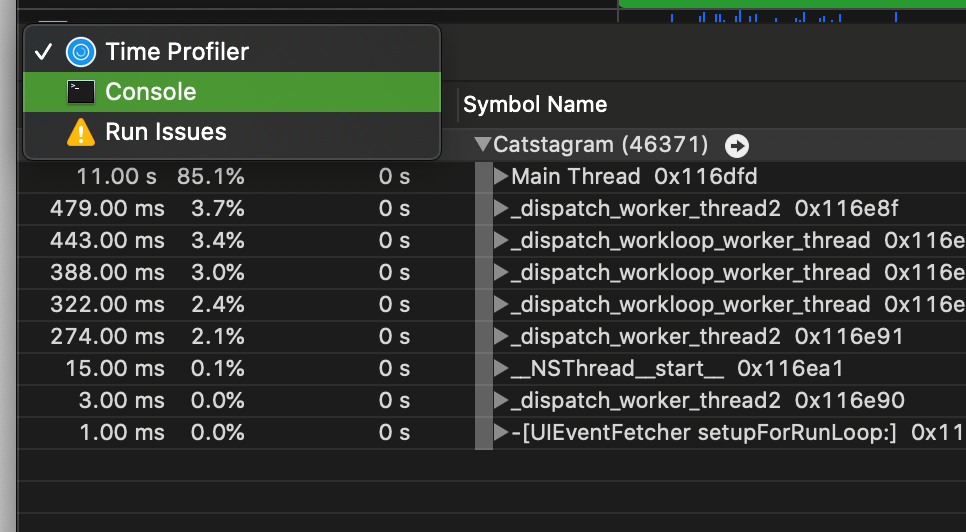 ✓ Time Profiler
Console
Run Issues
Symbol Name
Catstagram (46371)
11.00 s 85.1% 0 s Main Thread 0x116dfd
479.00 ms 3.7% 0 s _dispatch_worker_thread2 0x116e8f
443.00 ms 3.4% 0 s _dispatch_workloop_worker_thread 0x116e
388.00 ms 3.0% 0 s _dispatch_workloop_worker_thread 0x116e
322.00 ms 2.4% 0 s _dispatch_workloop_worker_thread 0x116e
274.00 ms 2.1% 0 s _dispatch_worker_thread2 0x116e91
15.00 ms 0.1% 0 s __NSThread__start__ 0x116ea1
3.00 ms 0.0% 0 s _dispatch_worker_thread2 0x116e90
1.00 ms 0.0% 0 s -[UIEventFetcher setupForRunLoop:] 0x11